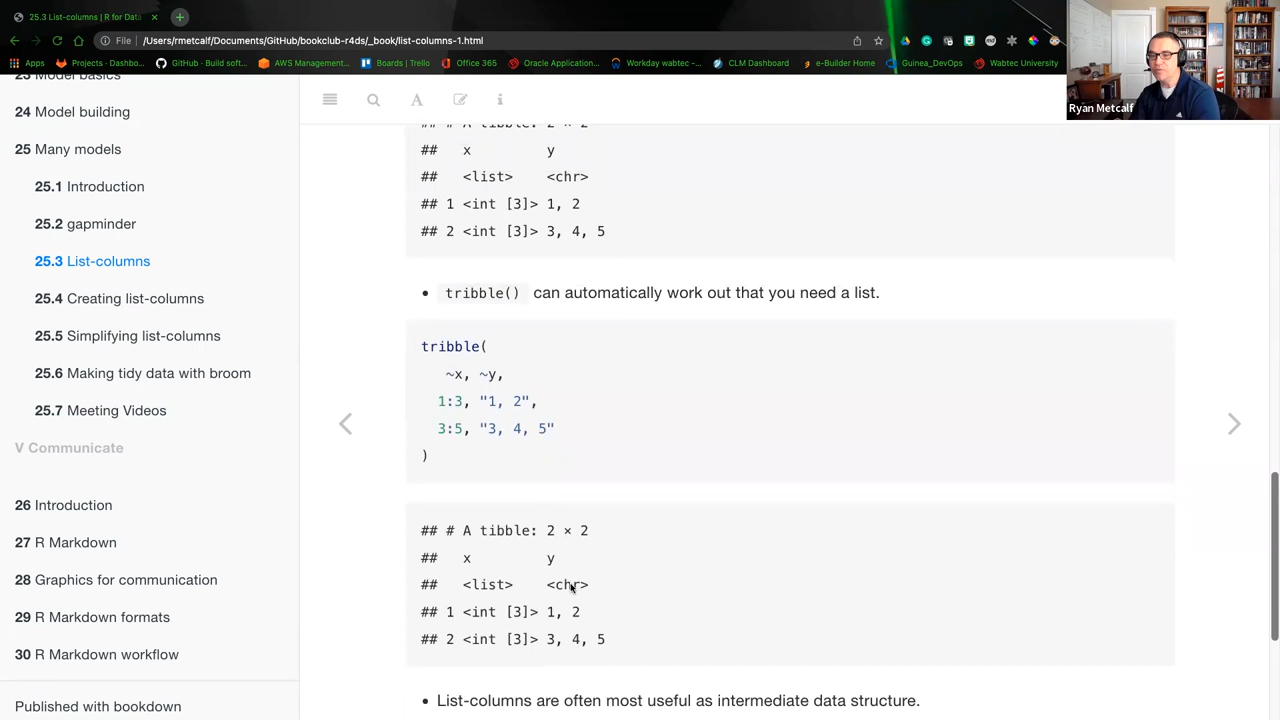 25.3 List-columns | R for Data
File /Users/rmetcalf/Documents/GitHub/bookclub-r4ds/_book/list-columns-1.html
Apps Projects - Dashbo... GitHub - Build soft... AWS Management... Boards | Trello Office 365 Oracle Application... Workday wabtec -... CLM Dashboard e-Builder Home Guinea_DevOps Wabtec University
Ryan Metcalf
23 Model basics
24 Model building
25 Many models
25.1 Introduction
25.2 gapminder
25.3 List-columns
25.4 Creating list-columns
25.5 Simplifying list-columns
25.6 Making tidy data with broom
25.7 Meeting Videos
V Communicate
26 Introduction
27 R Markdown
28 Graphics for communication
29 R Markdown formats
30 R Markdown workflow
Published with bookdown
## # A tibble: 2 × 2
## x y
## <list> <chr>
## 1 <int [3]> 1, 2
## 2 <int [3]> 3, 4, 5
• tribble() can automatically work out that you need a list.
tribble(
~x, ~y,
1:3, "1, 2",
3:5, "3, 4, 5"
)
## # A tibble: 2 × 2
## x y
## <list> <chr>
## 1 <int [3]> 1, 2
## 2 <int [3]> 3, 4, 5
• List-columns are often most useful as intermediate data structure.